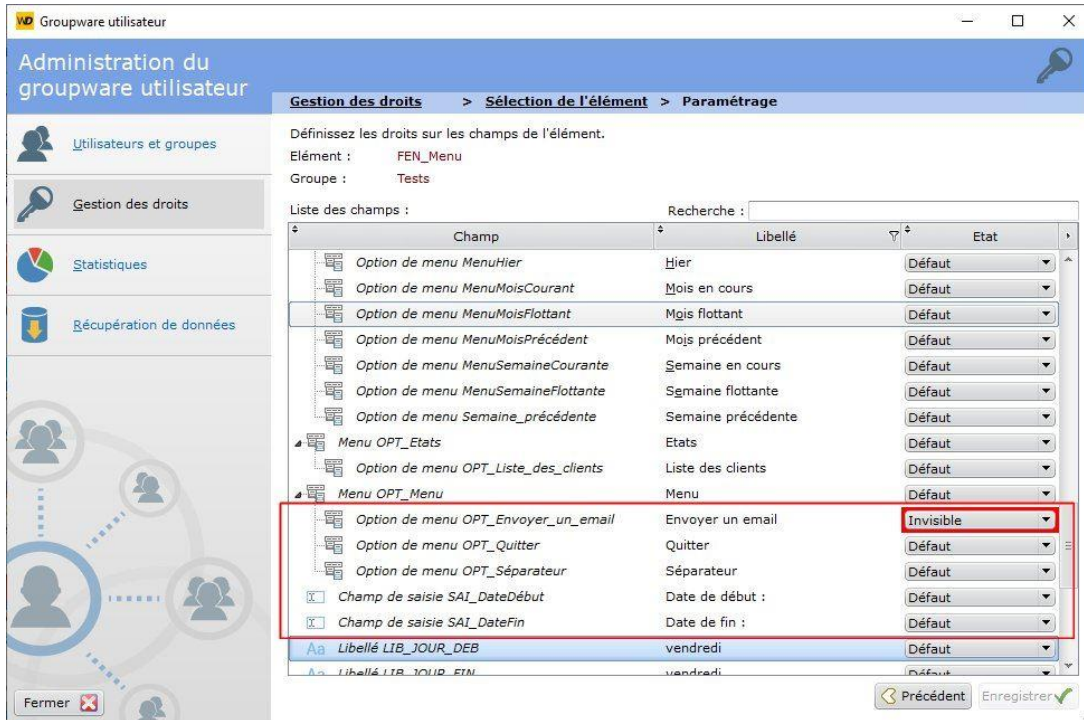 WD Groupware utilisateur
Administration du
groupware utilisateur
Gestion des droits > Sélection de l'élément > Paramétrage
Utilisateurs et groupes
Gestion des droits
Statistiques
Récupération de données
Définissez les droits sur les champs de l'élément.
Elément : FEN_Menu
Groupe : Tests
Liste des champs : Recherche :
Champ Libellé Etat
Option de menu MenuHier Hier Défaut
Option de menu MenuMoisCourant Mois en cours Défaut
Option de menu MenuMoisFlottant Mois flottant Défaut
Option de menu MenuMoisPrécédent Mois précédent Défaut
Option de menu MenuSemaineCourante Semaine en cours Défaut
Option de menu MenuSemaineFlottante Semaine flottante Défaut
Option de menu Semaine_précédente Semaine précédente Défaut
Menu OPT_Etats Etats Défaut
Option de menu OPT_Liste_des_clients Liste des clients Défaut
Menu OPT_Menu Menu Défaut
Option de menu OPT_Envoyer_un_email Envoyer un email Invisible
Option de menu OPT_Quitter Quitter Défaut
Option de menu OPT_Séparateur Séparateur Défaut
Champ de saisie SAI_DateDébut Date de début : Défaut
Champ de saisie SAI_DateFin Date de fin : Défaut
Aa Libellé LIB_JOUR_DEB vendredi Défaut
Aa Libellé LIB_JOUR_FIN vendredi Défaut
Fermer Précédent Enregistrer